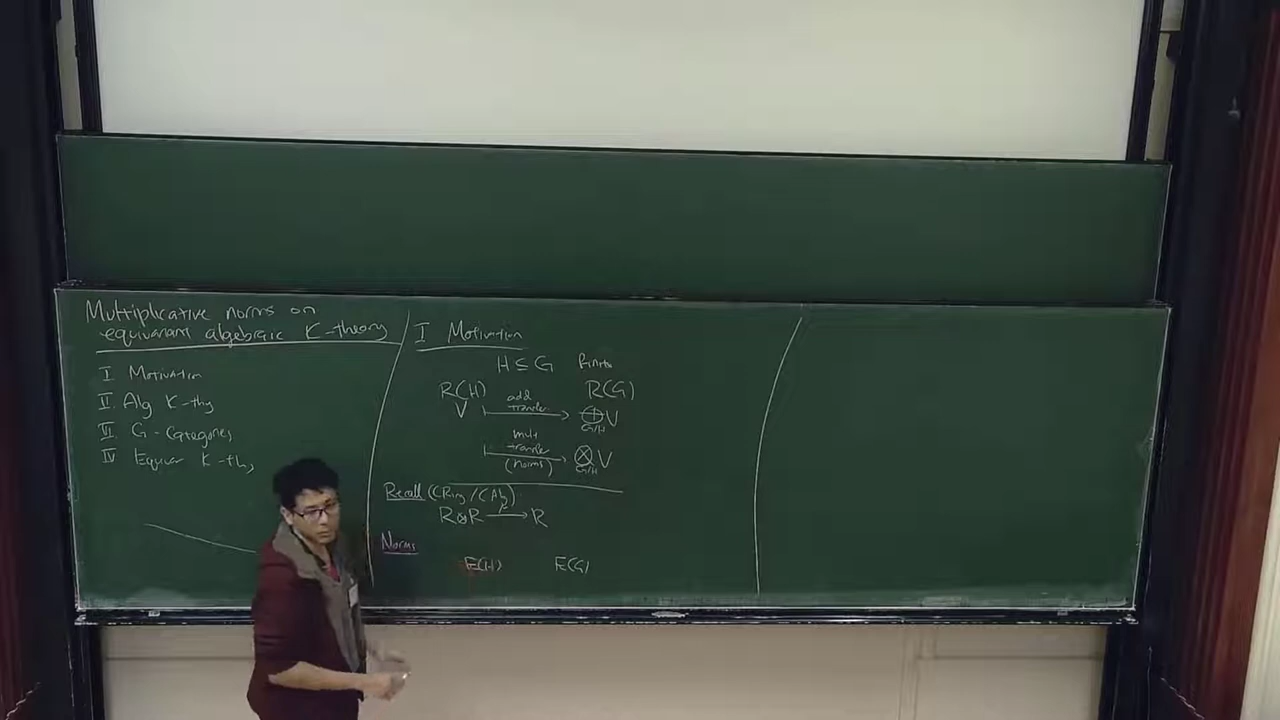 Multiplicative norms on
equivariant algebraic K-theory
I Motivation
II. Alg K-thy
III G-Categories
IV Equivar K-thy
I Motivation
H ⊆ G finite
R(H) add transfer R(G)
V ⟼ ⊕ V
G/H
mult
transfer
(norms) ⊗ V
G/H
Recall (CRing / CAlg)
R⊗R →μ R
Norms
E(H) E(G)